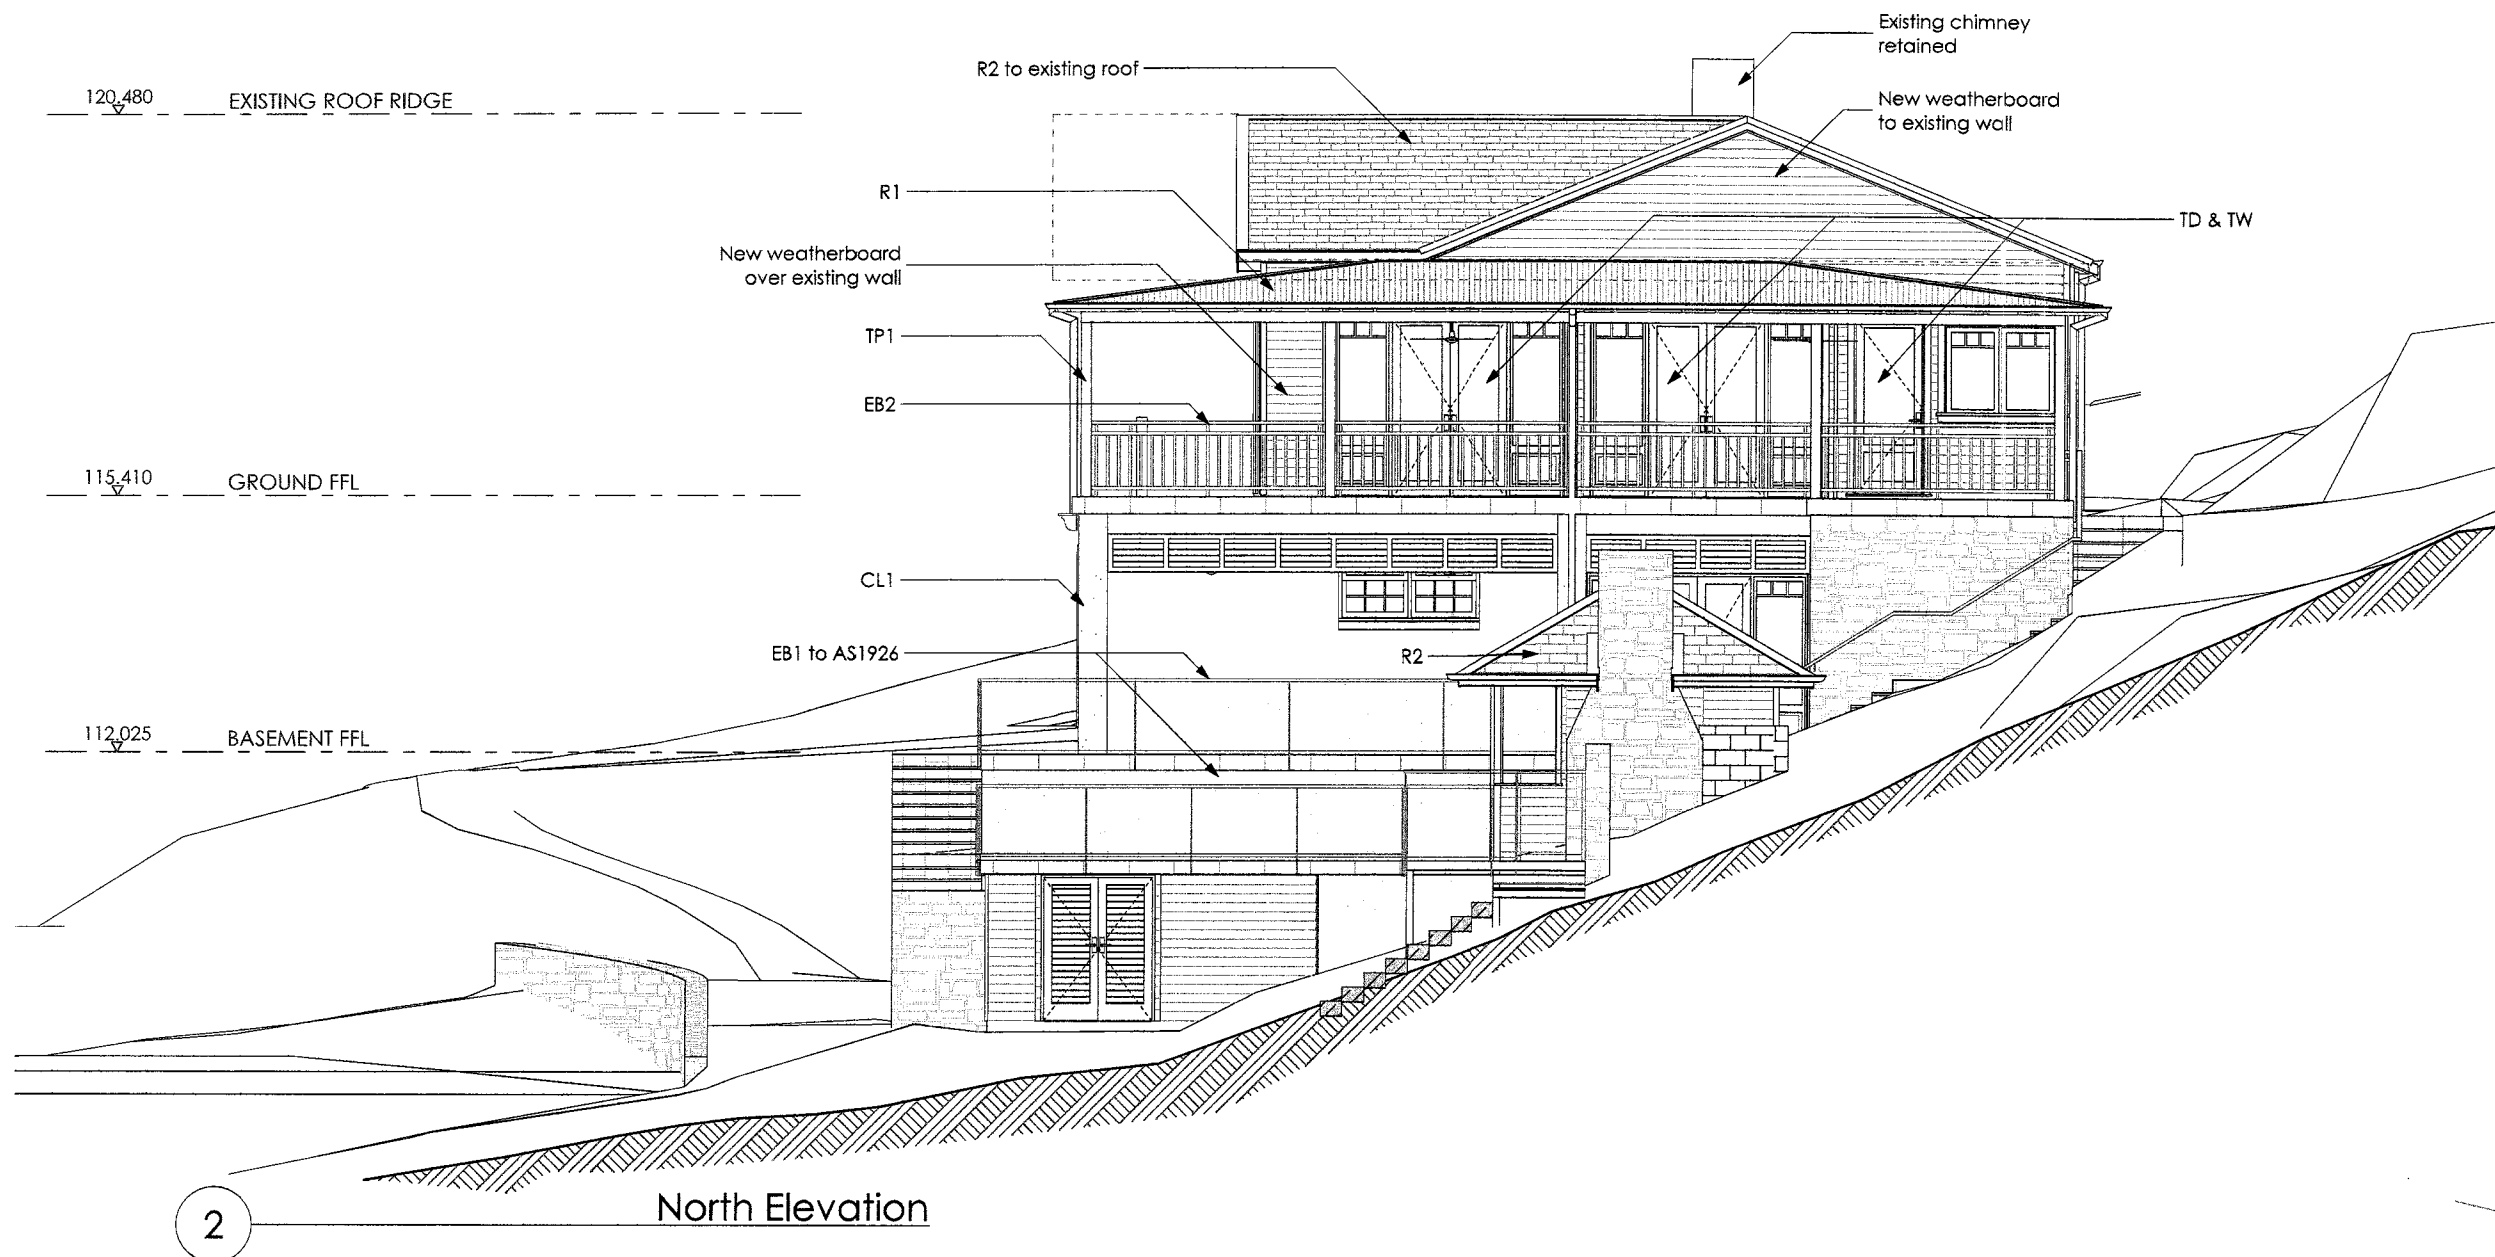 Existing chimney
retained
R2 to existing roof
120.480
EXISTING ROOF RIDGE
New weatherboard
to existing wall
R1
TD & TW
New weatherboard
over existing wall
TP1
EB2
115.410
GROUND FFL
CL1
EB1 to AS1926
R2
112.025
BASEMENT FFL
2
North Elevation